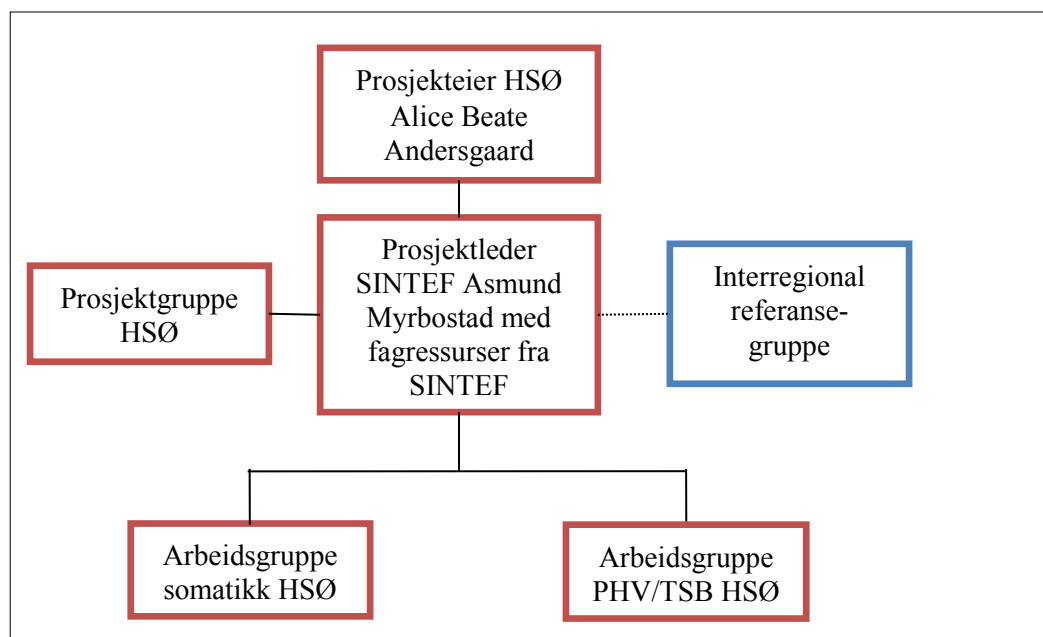 Prosjekteier HSØ
Alice Beate
Andersgaard
Prosjektgruppe
HSØ
Prosjektleder
SINTEF Asmund
Myrbostad med
fagressurser fra
SINTEF
Interregional
referanse-
gruppe
Arbeidsgruppe
somatikk HSØ
Arbeidsgruppe
PHV/TSB HSØ